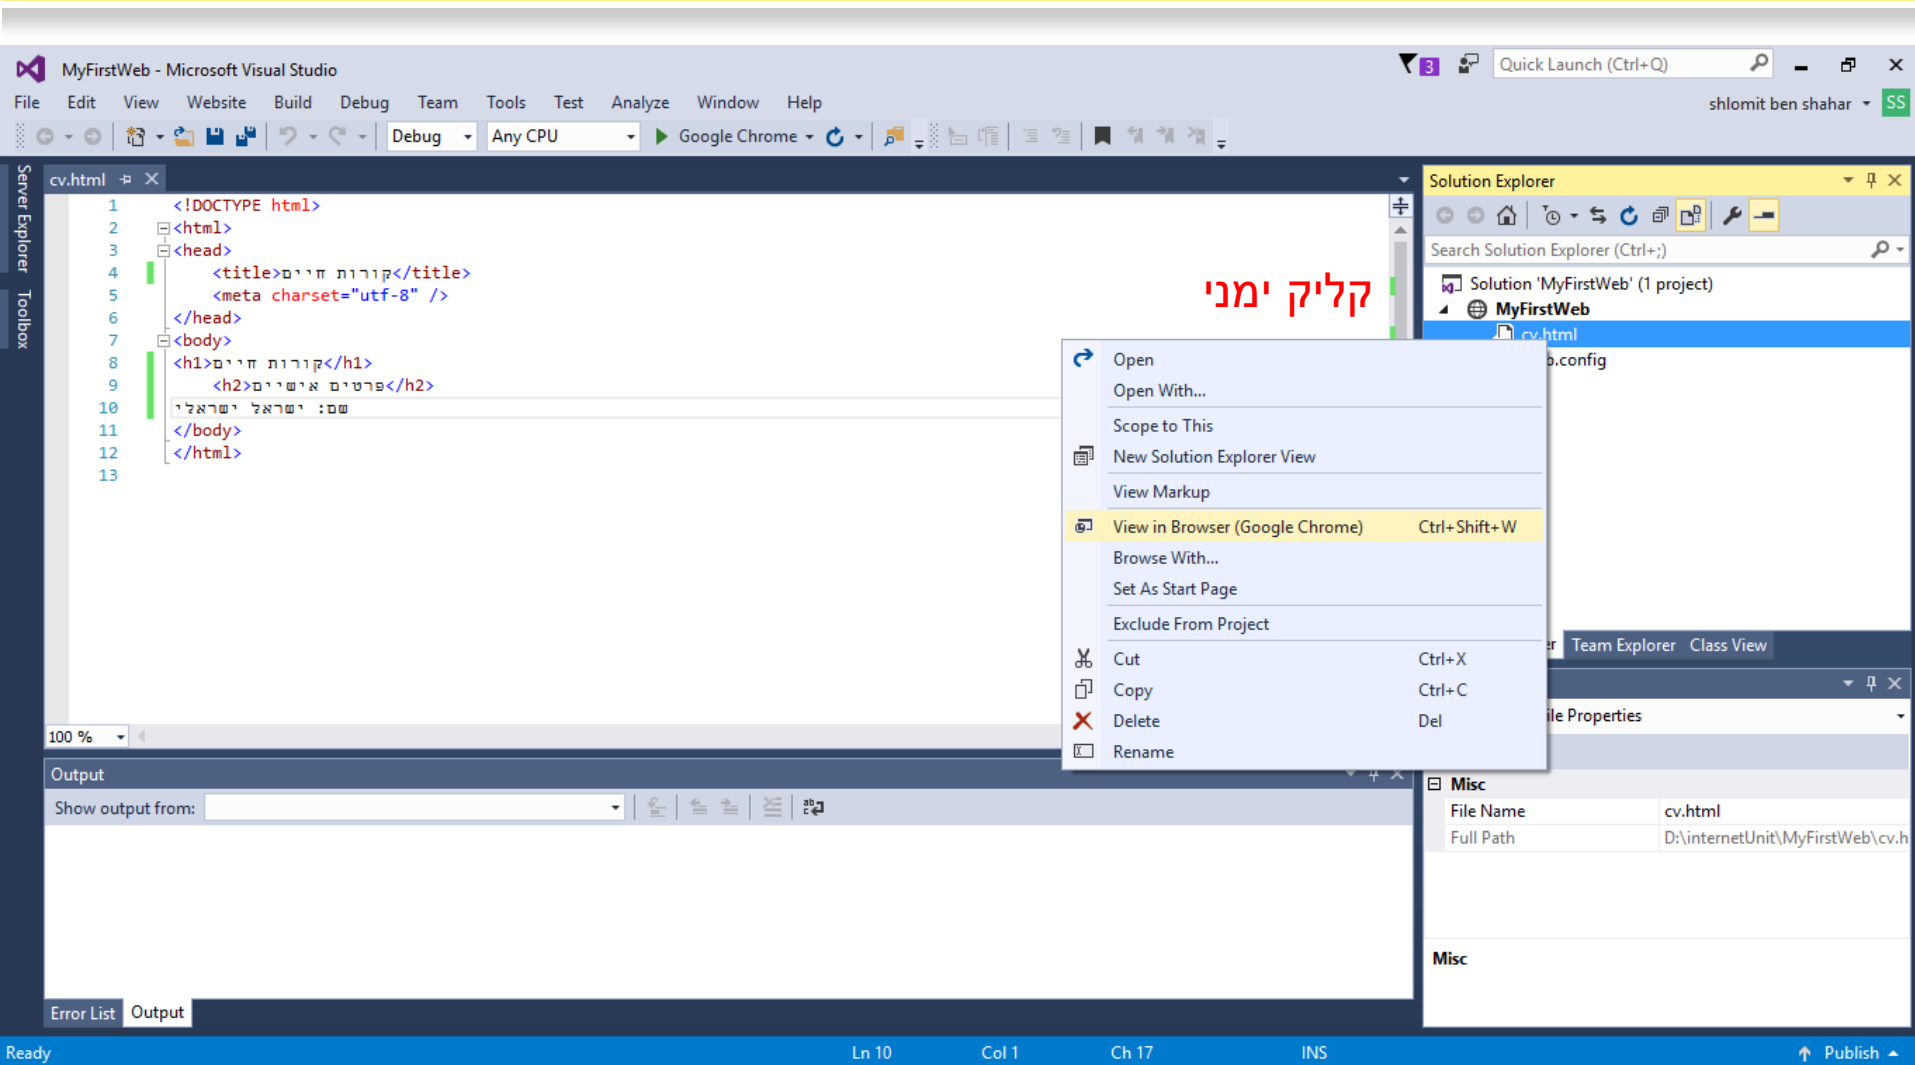 MyFirstWeb - Microsoft Visual Studio
3
Quick Launch (Ctrl+Q)
File Edit View Website Build Debug Team Tools Test Analyze Window Help
shlomit ben shahar SS
Debug Any CPU Google Chrome
Server Explorer
Toolbox
cv.html
1 <!DOCTYPE html>
2 <html>
3 <head>
4 <title>קורות חיים</title>
5 <meta charset="utf-8" />
6 </head>
7 <body>
8 <h1>קורות חיים</h1>
9 <h2>פרטים אישיים</h2>
10 שם: ישראל ישראלי
11 </body>
12 </html>
13
100 %
קליק ימני
Open
Open With...
Scope to This
New Solution Explorer View
View Markup
View in Browser (Google Chrome) Ctrl+Shift+W
Browse With...
Set As Start Page
Exclude From Project
Cut Ctrl+X
Copy Ctrl+C
Delete Del
Rename
Solution Explorer
Search Solution Explorer (Ctrl+;)
Solution 'MyFirstWeb' (1 project)
MyFirstWeb
cv.html
.config
Team Explorer Class View
Properties
Misc
File Name cv.html
Full Path D:\internetUnit\MyFirstWeb\cv.h
Misc
Output
Show output from:
Error List Output
Ready Ln 10 Col 1 Ch 17 INS Publish